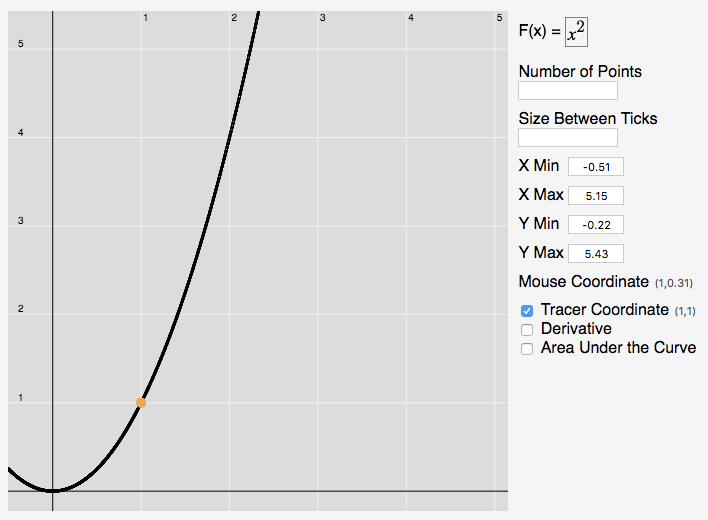 1 2 3 4 5
5
4
3
2
1
F(x) = x²
Number of Points
Size Between Ticks
X Min -0.51
X Max 5.15
Y Min -0.22
Y Max 5.43
Mouse Coordinate (1,0.31)
Tracer Coordinate (1,1)
Derivative
Area Under the Curve